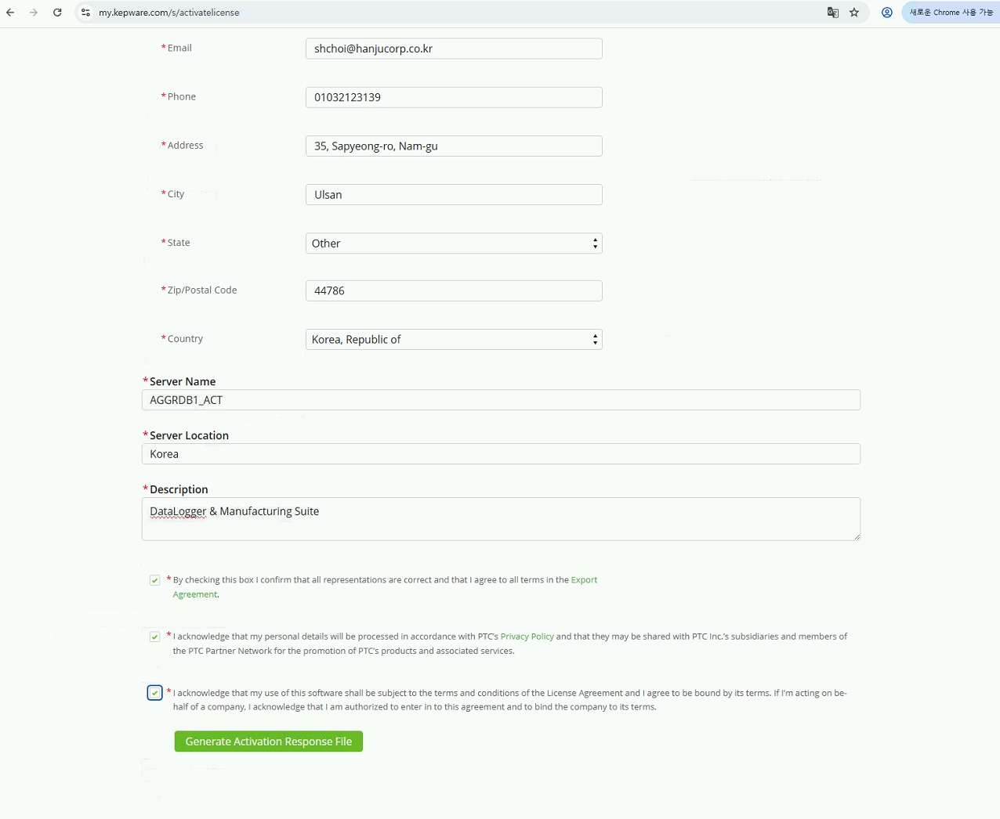 my.kepware.com/s/activatelicense
새로운 Chrome 사용 가능
*Email
shchoi@hanjucorp.co.kr
*Phone
01032123139
*Address
35, Sapyeong-ro, Nam-gu
*City
Ulsan
*State
Other
*Zip/Postal Code
44786
*Country
Korea, Republic of
*Server Name
AGGRDB1_ACT
*Server Location
Korea
*Description
DataLogger & Manufacturing Suite
*By checking this box I confirm that all representations are correct and that I agree to all terms in the Export
Agreement.
*I acknowledge that my personal details will be processed in accordance with PTC's Privacy Policy and that they may be shared with PTC Inc.'s subsidiaries and members of
the PTC Partner Network for the promotion of PTC's products and associated services.
*I acknowledge that my use of this software shall be subject to the terms and conditions of the License Agreement and I agree to be bound by its terms. If I'm acting on be-
half of a company, I acknowledge that I am authorized to enter in to this agreement and to bind the company to its terms.
Generate Activation Response File